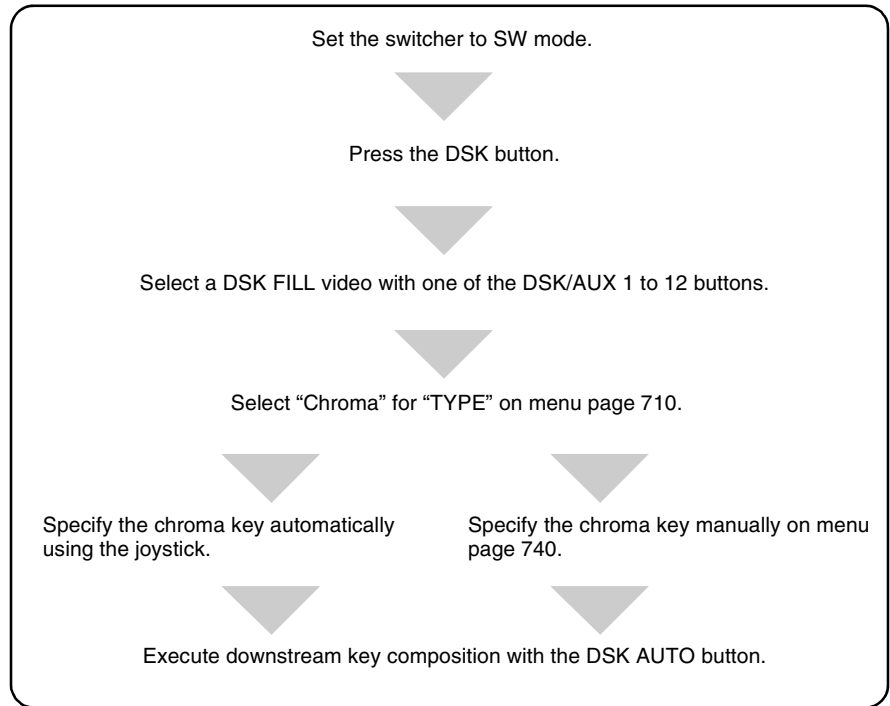 Set the switcher to SW mode.
Press the DSK button.
Select a DSK FILL video with one of the DSK/AUX 1 to 12 buttons.
Select “Chroma” for “TYPE” on menu page 710.
Specify the chroma key automatically
using the joystick.
Specify the chroma key manually on menu
page 740.
Execute downstream key composition with the DSK AUTO button.